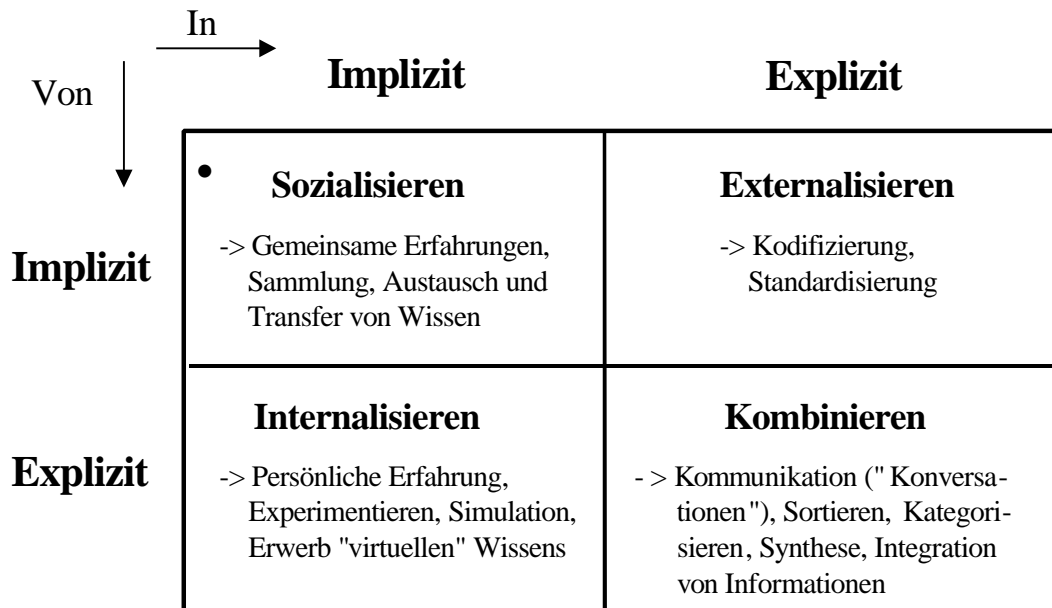 In
Von
Implizit
Explizit
Implizit
• Sozialisieren
-> Gemeinsame Erfahrungen,
Sammlung, Austausch und
Transfer von Wissen
Externalisieren
-> Kodifizierung,
Standardisierung
Explizit
Internalisieren
-> Persönliche Erfahrung,
Experimentieren, Simulation,
Erwerb "virtuellen" Wissens
Kombinieren
- > Kommunikation (" Konversa-
tionen"), Sortieren, Kategori-
sieren, Synthese, Integration
von Informationen